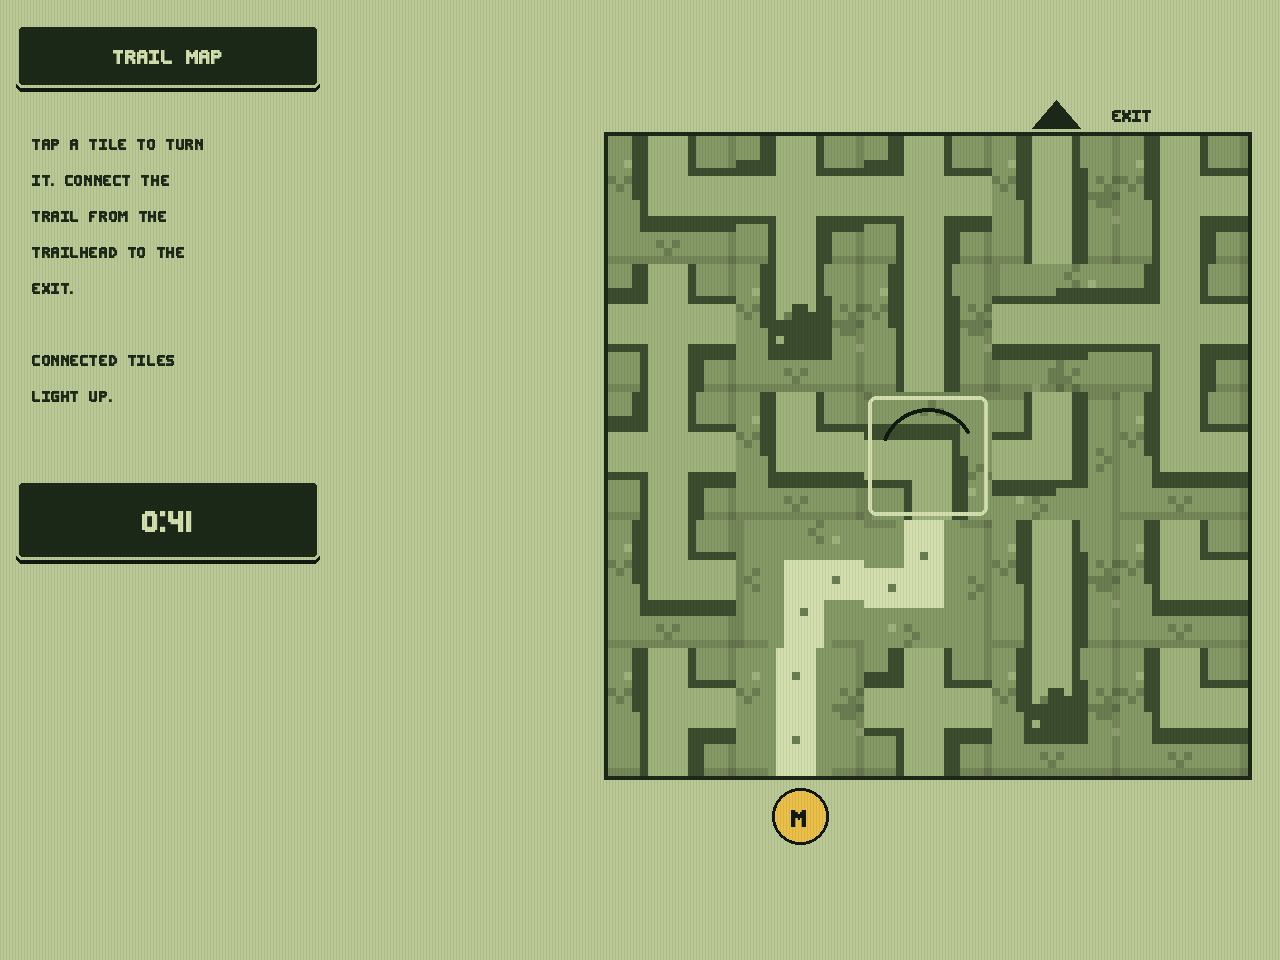 TRAIL MAP
EXIT
TAP A TILE TO TURN
IT. CONNECT THE
TRAIL FROM THE
TRAILHEAD TO THE
EXIT.
CONNECTED TILES
LIGHT UP.
0:41
M